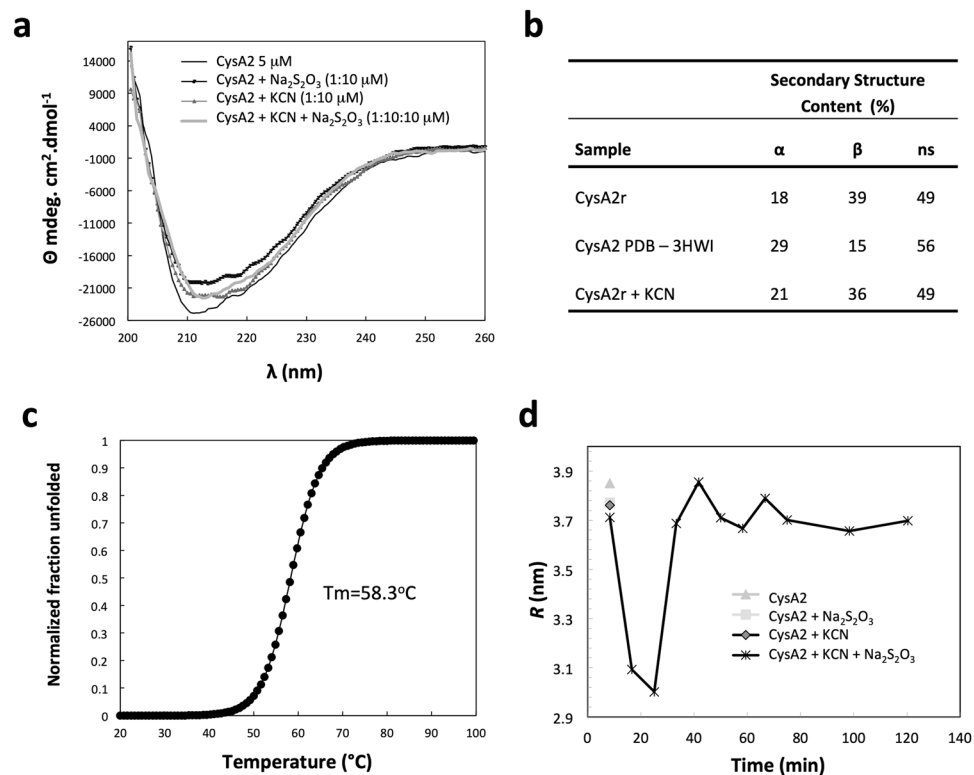 a
CysA2 5 μM
CysA2 + Na₂S₂O₃ (1:10 μM)
CysA2 + KCN (1:10 μM)
CysA2 + KCN + Na₂S₂O₃ (1:10:10 μM)
14000
9000
4000
-1000
-6000
-11000
-16000
-21000
-26000
Θ mdeg. cm².dmol⁻¹
200 210 220 230 240 250 260
λ (nm)
b
Secondary Structure
Content (%)
Sample α β ns
CysA2r 18 39 49
CysA2 PDB – 3HWI 29 15 56
CysA2r + KCN 21 36 49
c
Normalized fraction unfolded
1
0.9
0.8
0.7
0.6
0.5
0.4
0.3
0.2
0.1
0
Tm=58.3°C
20 30 40 50 60 70 80 90 100
Temperature (°C)
d
R (nm)
3.9
3.7
3.5
3.3
3.1
2.9
CysA2
CysA2 + Na₂S₂O₃
CysA2 + KCN
CysA2 + KCN + Na₂S₂O₃
0 20 40 60 80 100 120 140
Time (min)